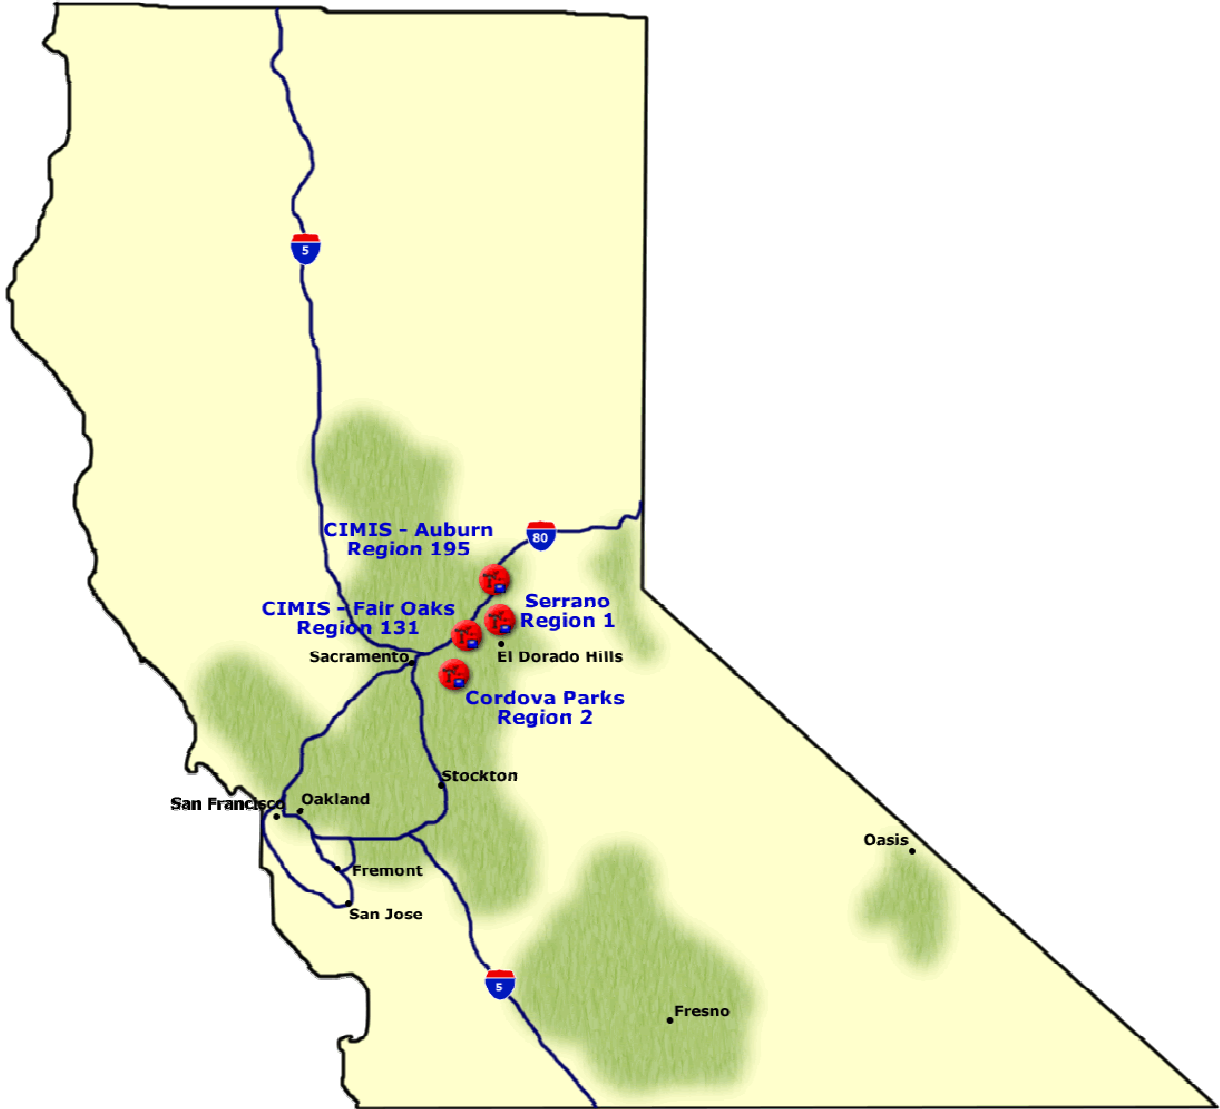 5
CIMIS - Auburn
Region 195
80
CIMIS - Fair Oaks
Region 131
Serrano
Region 1
Sacramento
El Dorado Hills
Cordova Parks
Region 2
Stockton
San Francisco
Oakland
Oasis
Fremont
San Jose
5
Fresno